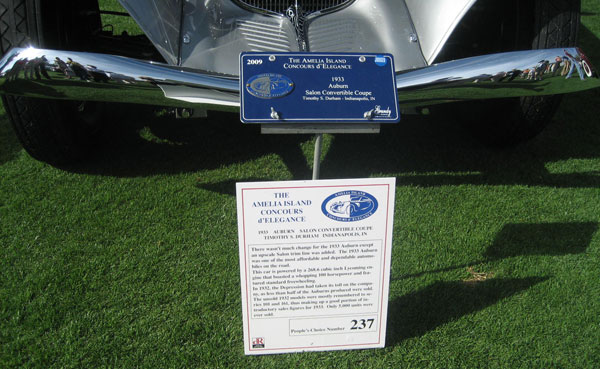 2009
THE AMELIA ISLAND
CONCOURS d'ELEGANCE
1933
Auburn
Salon Convertible Coupe
Timothy S. Durham - Indianapolis, IN
THE
AMELIA ISLAND
CONCOURS
d'ELEGANCE
AMELIA ISLAND
1933 AUBURN SALON CONVERTIBLE COUPE
TIMOTHY S. DURHAM INDIANAPOLIS, IN
There wasn't much change for the 1933 Auburn except
an upscale Salon trim line was added. The 1933 Auburn
was one of the most affordable and dependable automo-
biles on the road.
This car is powered by a 268.6 cubic inch Lycoming en-
gine that boasted a whopping 100 horsepower and fea-
tured standard freewheeling.
In 1932, the Depression had taken its toll on the compa-
ny, as less than half of the Auburns produced were sold.
The unsold 1932 models were mostly renumbered to se-
ries and thus making up a good portion of in-
troductory sales figures for 1933. Only 5,000 units were
ever sold.
People's Choice Number 237